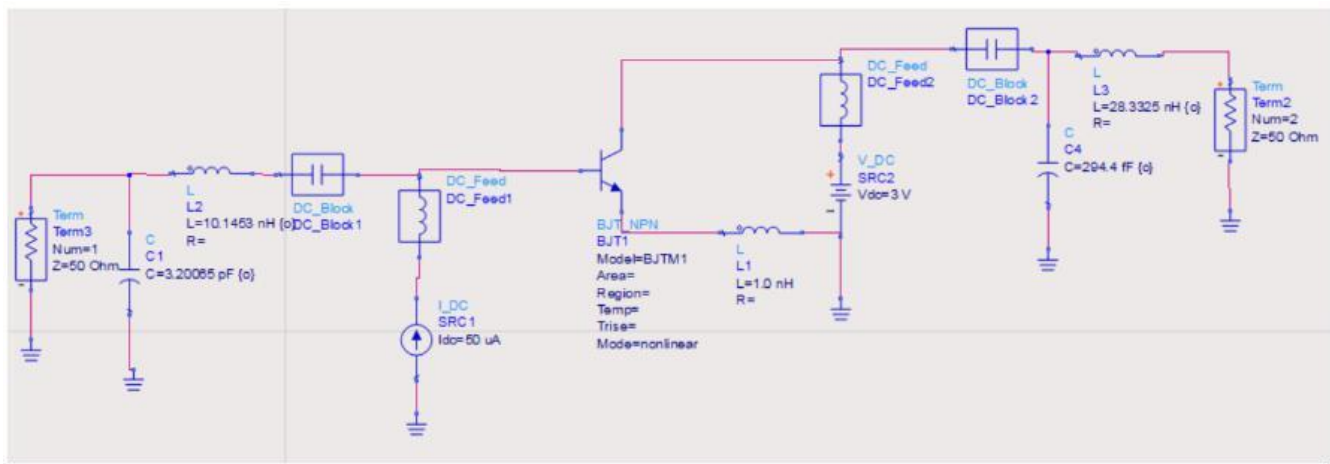 Term
Term3
Num=1
Z=50 Ohm
C
C1
C=3.20065 pF {o}
L
L2
L=10.1453 nH {o}
R=
DC_Block
DC_Block1
DC_Feed
DC_Feed1
I_DC
SRC1
Idc=50 uA
BJT_NPN
BJT1
Model=BJTM1
Area=
Region=
Temp=
Trise=
Mode=nonlinear
L
L1
L=1.0 nH
R=
DC_Feed
DC_Feed2
V_DC
SRC2
Vdc=3 V
DC_Block
DC_Block2
C
C4
C=294.4 fF {o}
L
L3
L=28.3325 nH {o}
R=
Term
Term2
Num=2
Z=50 Ohm